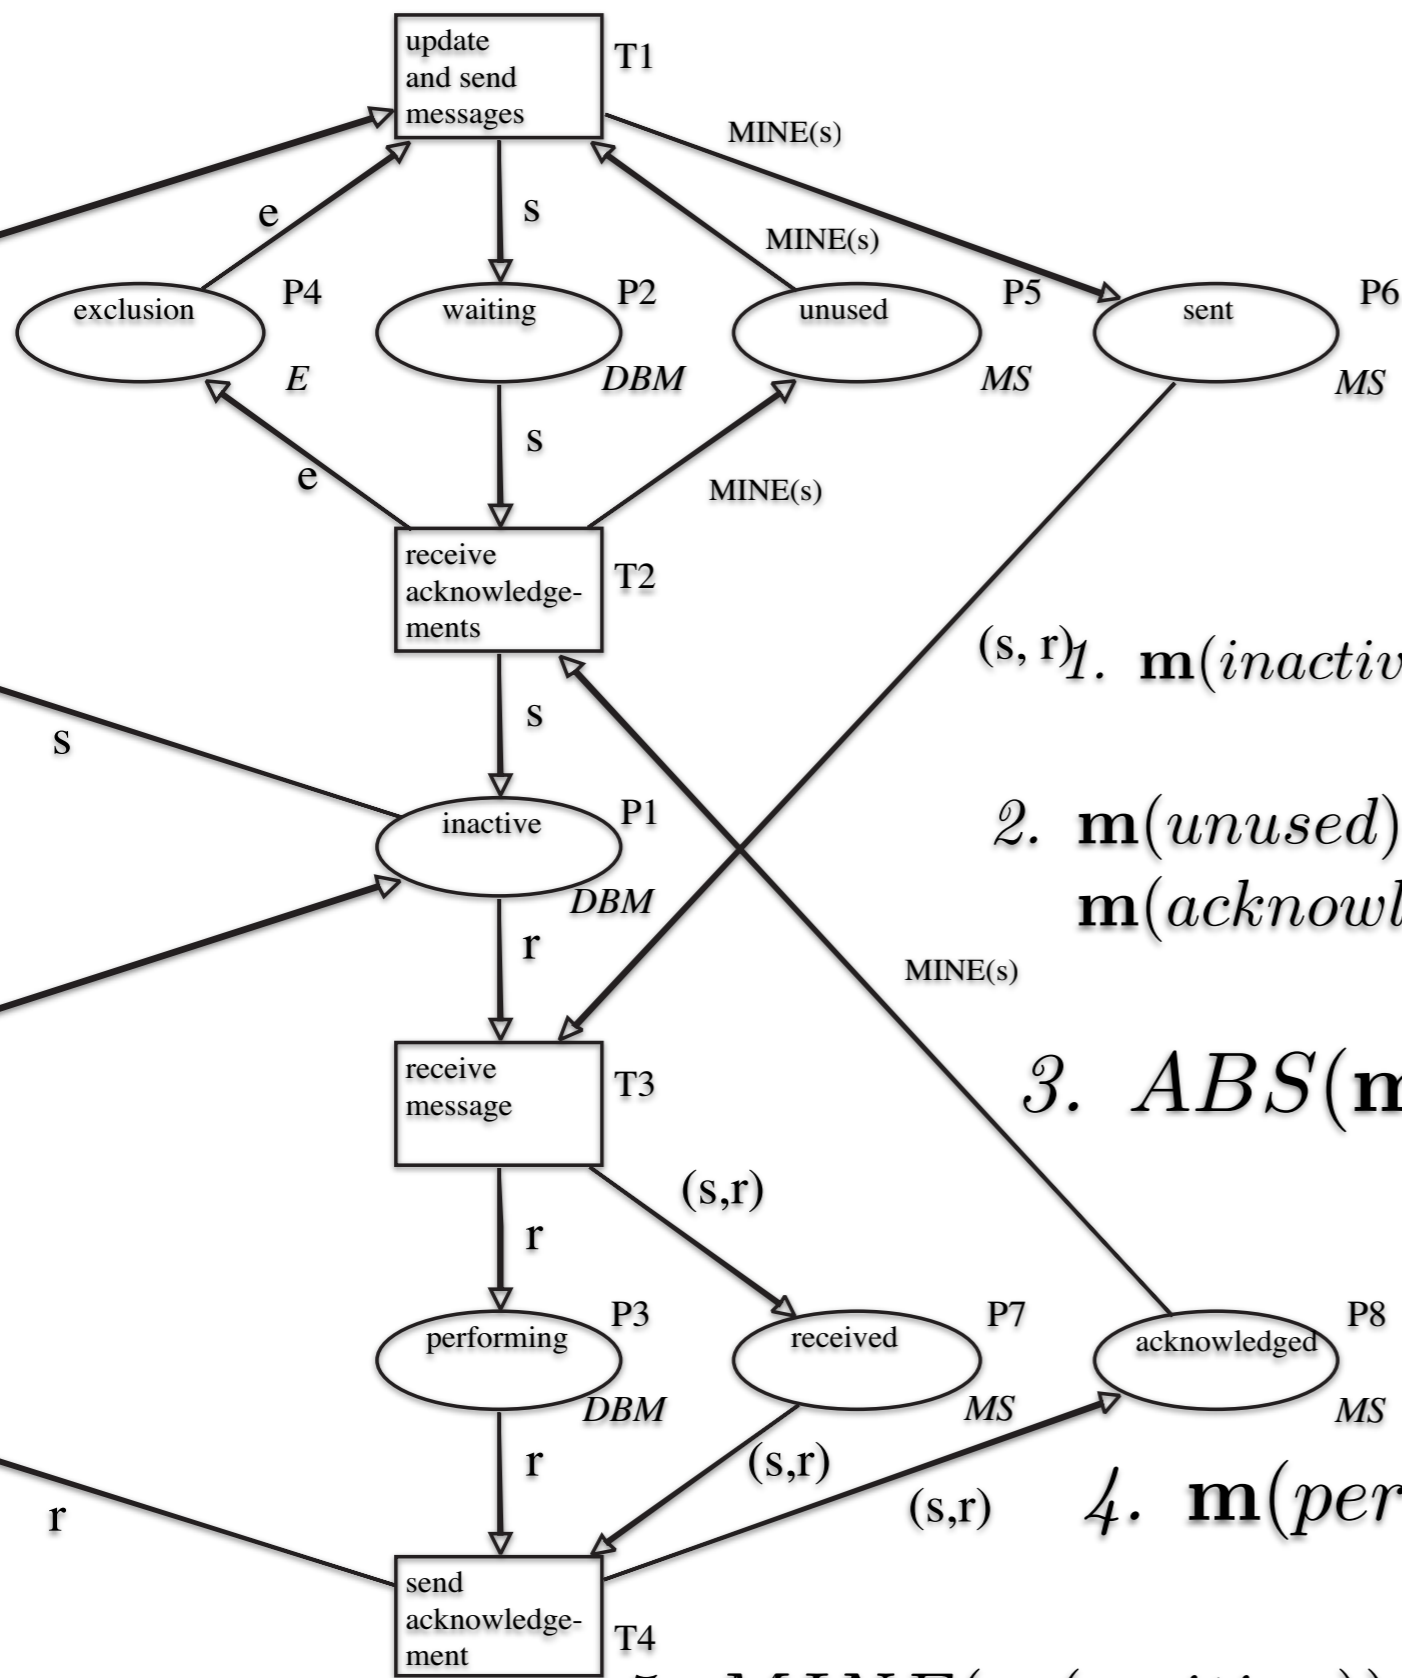 update
and send
messages
T1
MINE(s)
e
s
MINE(s)
exclusion
P4
E
waiting
P2
DBM
unused
P5
MS
sent
P6
MS
e
s
MINE(s)
receive
acknowledge-
ments
T2
(s, r)
1. m(inactiv
s
s
inactive
P1
DBM
2. m(unused)
m(acknowl
r
MINE(s)
receive
message
T3
3. ABS(m
r
(s,r)
performing
P3
DBM
received
P7
MS
acknowledged
P8
MS
r
(s,r)
(s,r)
4. m(per
r
send
acknowledge-
ment
T4